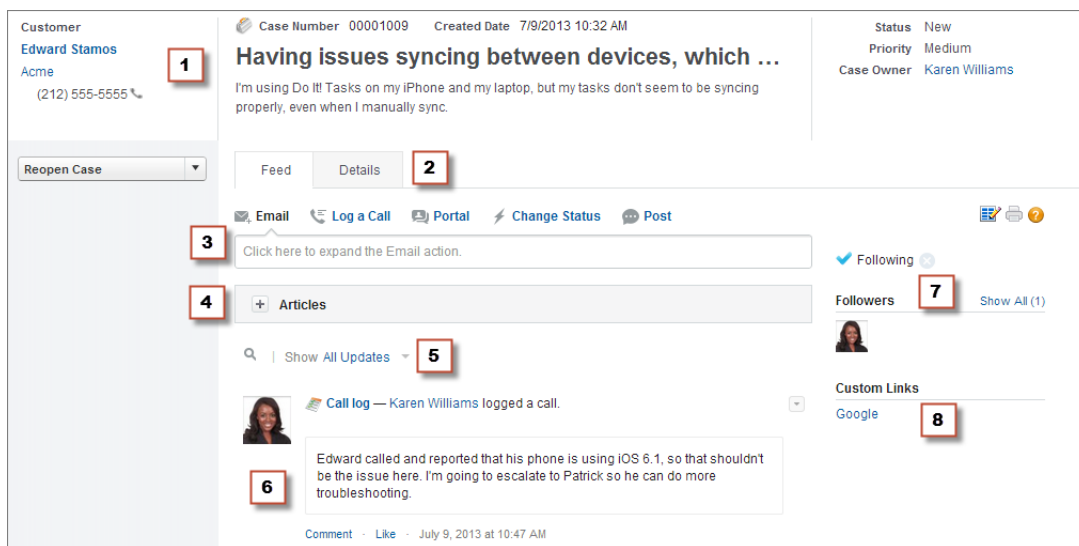 Customer
Edward Stamos
Acme
(212) 555-5555
1
Case Number 00001009 Created Date 7/9/2013 10:32 AM
Having issues syncing between devices, which ...
I'm using Do It! Tasks on my iPhone and my laptop, but my tasks don't seem to be syncing
properly, even when I manually sync.
Status New
Priority Medium
Case Owner Karen Williams
Reopen Case
Feed Details 2
Email Log a Call Portal Change Status Post
3
Click here to expand the Email action.
4
+ Articles
Show All Updates 5
Call log — Karen Williams logged a call.
6
Edward called and reported that his phone is using iOS 6.1, so that shouldn't
be the issue here. I'm going to escalate to Patrick so he can do more
troubleshooting.
Comment · Like · July 9, 2013 at 10:47 AM
?
Following
7
Followers Show All (1)
Custom Links
Google
8